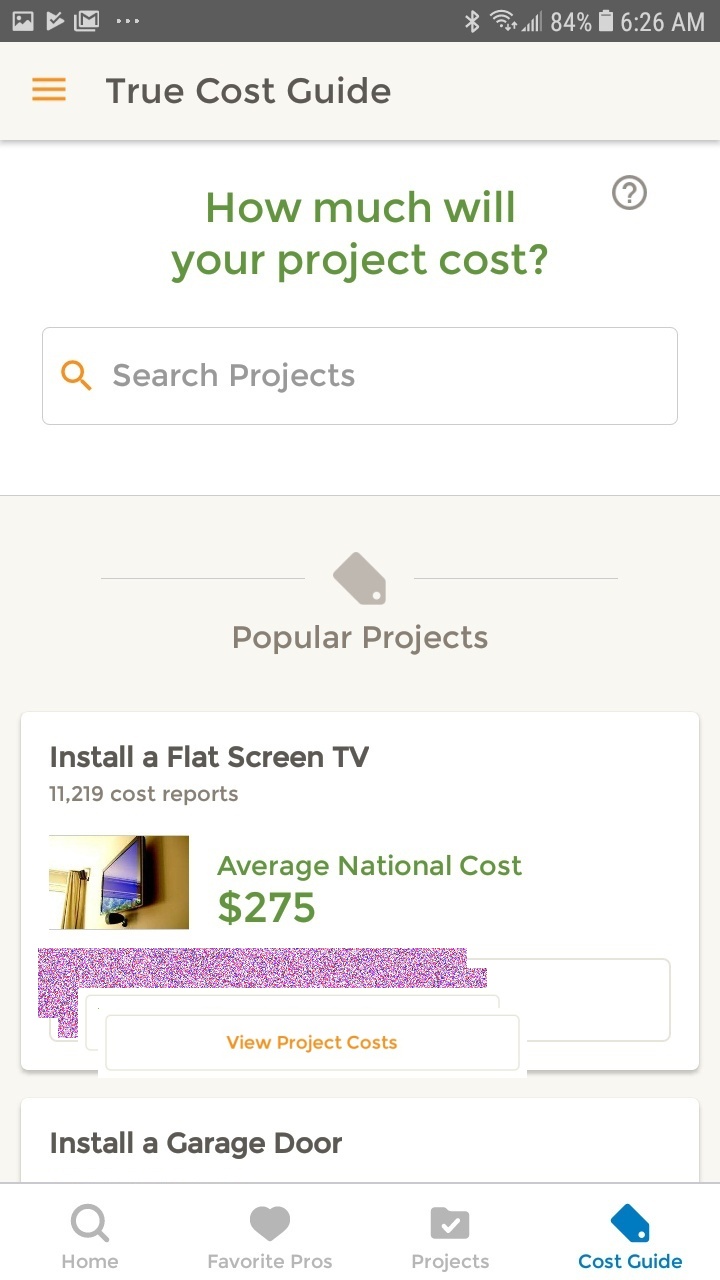 84% 6:26 AM
True Cost Guide
How much will
your project cost?
Search Projects
Popular Projects
Install a Flat Screen TV
11,219 cost reports
Average National Cost
$275
View Project Costs
Install a Garage Door
Home Favorite Pros Projects Cost Guide